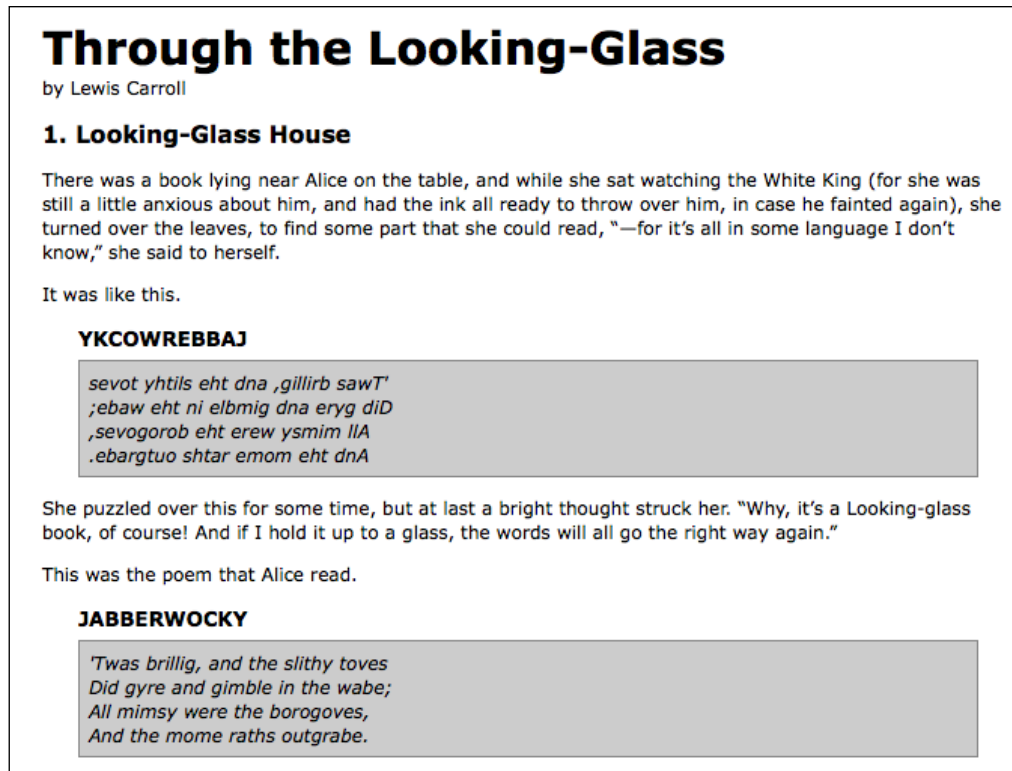 Through the Looking-Glass
by Lewis Carroll
1. Looking-Glass House
There was a book lying near Alice on the table, and while she sat watching the White King (for she was
still a little anxious about him, and had the ink all ready to throw over him, in case he fainted again), she
turned over the leaves, to find some part that she could read, “—for it’s all in some language I don’t
know,” she said to herself.
It was like this.
YKCOWREBBAJ
sevot yhtils eht dna ,gillirb sawT'
;ebaw eht ni elbmig dna eryg diD
,sevogorob eht erew ysmim llA
.ebargtuo shtar emom eht dnA
She puzzled over this for some time, but at last a bright thought struck her. “Why, it’s a Looking-glass
book, of course! And if I hold it up to a glass, the words will all go the right way again.”
This was the poem that Alice read.
JABBERWOCKY
'Twas brillig, and the slithy toves
Did gyre and gimble in the wabe;
All mimsy were the borogoves,
And the mome raths outgrabe.